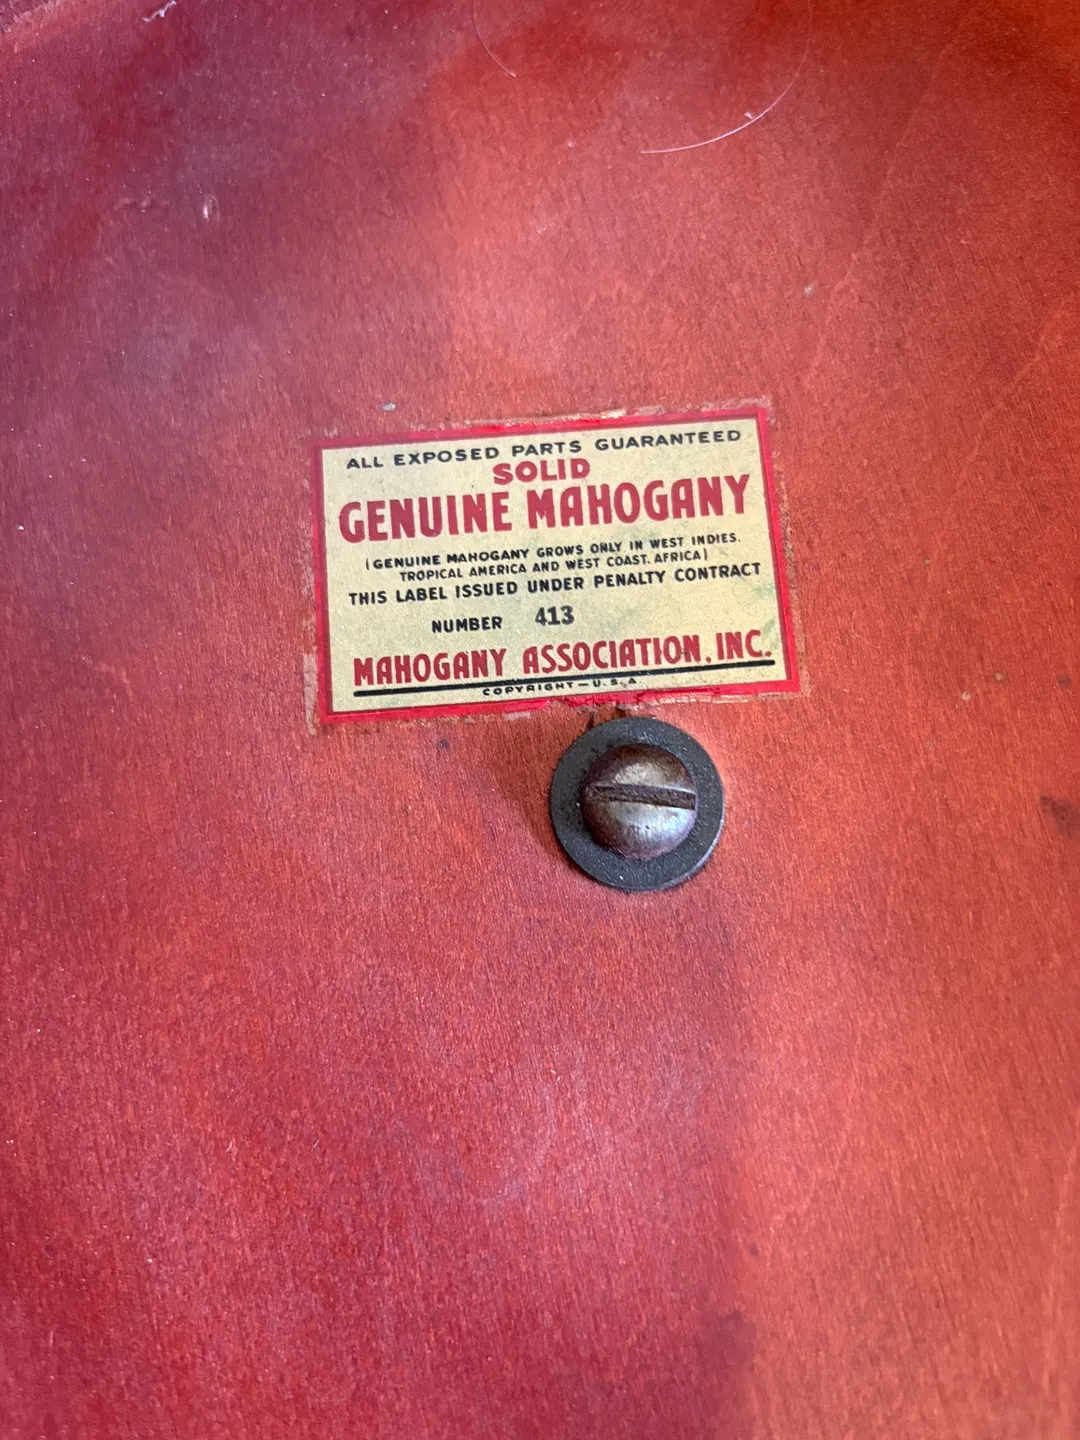 ALL EXPOSED PARTS GUARANTEED
SOLID
GENUINE MAHOGANY
(GENUINE MAHOGANY GROWS ONLY IN WEST INDIES.
TROPICAL AMERICA AND WEST COAST. AFRICA)
THIS LABEL ISSUED UNDER PENALTY CONTRACT
NUMBER 413
MAHOGANY ASSOCIATION, INC.
COPYRIGHT-U.S.A